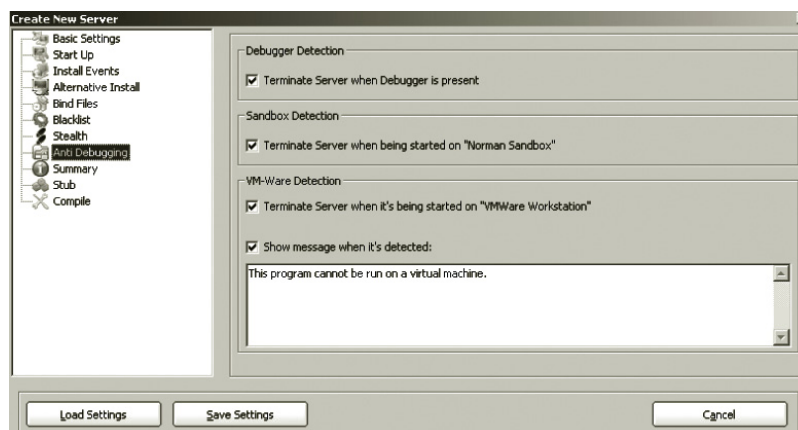 Create New Server
Basic Settings
Start Up
Install Events
Alternative Install
Bind Files
Blacklist
Stealth
Anti Debugging
Summary
Stub
Compile
Debugger Detection
Terminate Server when Debugger is present
Sandbox Detection
Terminate Server when being started on "Norman Sandbox"
VM-Ware Detection
Terminate Server when it's being started on "VMWare Workstation"
Show message when it's detected:
This program cannot be run on a virtual machine.
Load Settings
Save Settings
Cancel